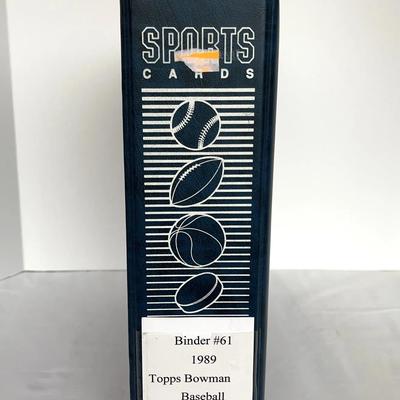 SPORTS
CARDS
Binder #61
1989
Topps Bowman
Baseball